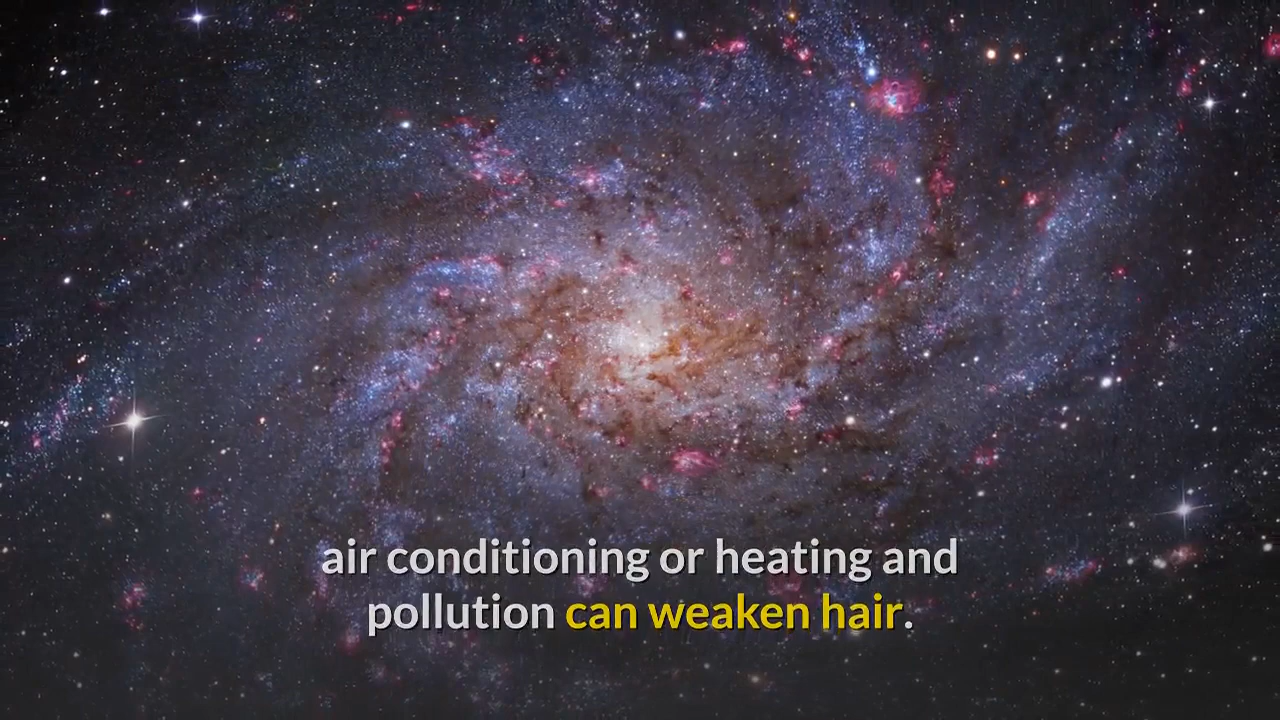 air conditioning or heating and
pollution can weaken hair.